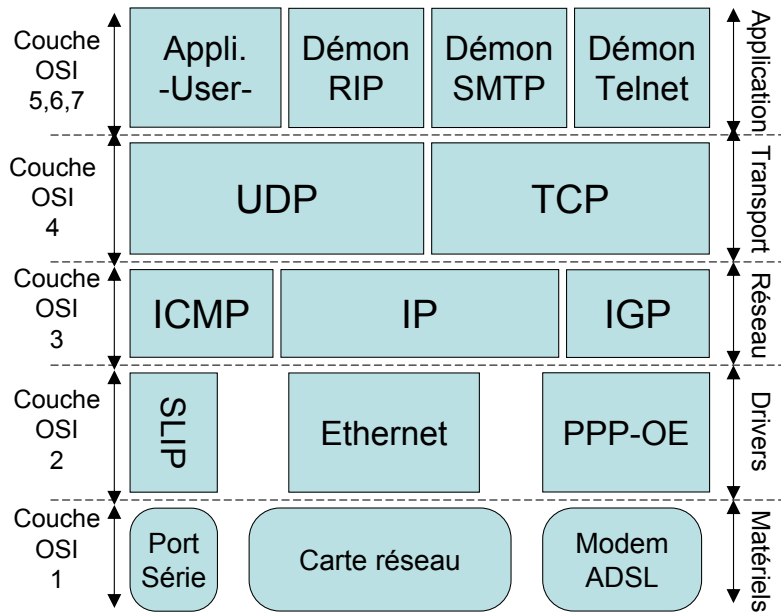 Couche
OSI
5,6,7
Appli.
-User-
Démon
RIP
Démon
SMTP
Démon
Telnet
Application
Couche
OSI
4
UDP
TCP
Transport
Couche
OSI
3
ICMP
IP
IGP
Réseau
Couche
OSI
2
SLIP
Ethernet
PPP-OE
Drivers
Couche
OSI
1
Port
Série
Carte réseau
Modem
ADSL
Matériels